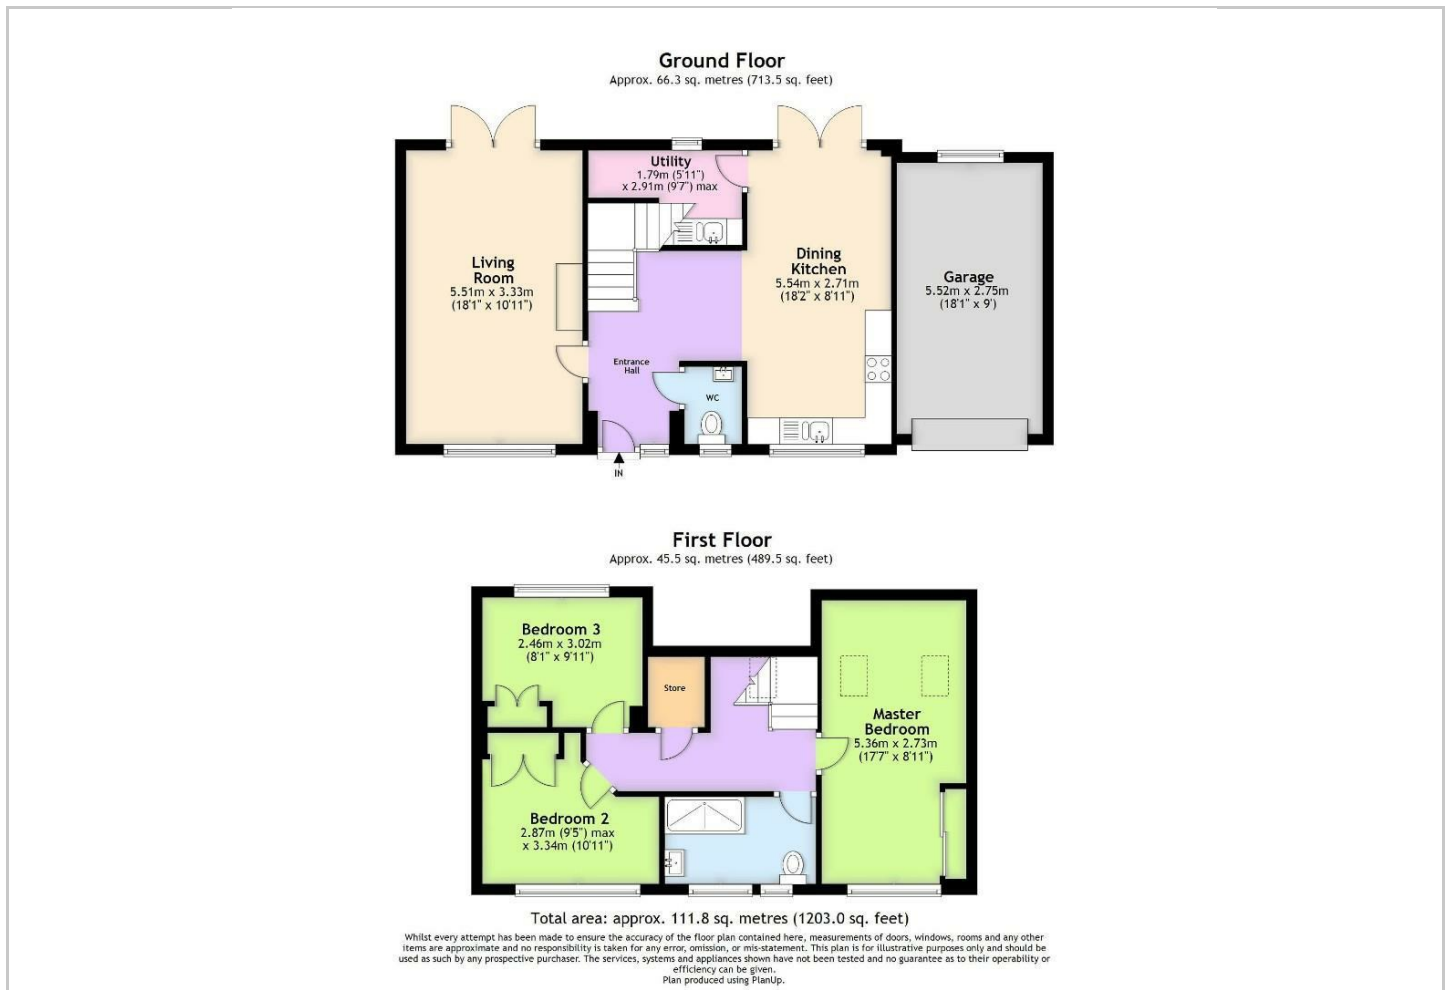 Ground Floor
Approx. 66.3 sq. metres (713.5 sq. feet)
Utility
1.79m (5'11")
x 2.91m (9'7") max
Living
Room
5.51m x 3.33m
(18'1" x 10'11")
Dining
Kitchen
5.54m x 2.71m
(18'2" x 8'11")
Garage
5.52m x 2.75m
(18'1" x 9')
Entrance
Hall
WC
IN
First Floor
Approx. 45.5 sq. metres (489.5 sq. feet)
Bedroom 3
2.46m x 3.02m
(8'1" x 9'11")
Store
Master
Bedroom
5.36m x 2.73m
(17'7" x 8'11")
Bedroom 2
2.87m (9'5") max
x 3.34m (10'11")
Total area: approx. 111.8 sq. metres (1203.0 sq. feet)
Whilst every attempt has been made to ensure the accuracy of the floor plan contained here, measurements of doors, windows, rooms and any other
items are approximate and no responsibility is taken for any error, omission, or mis-statement. This plan is for illustrative purposes only and should be
used as such by any prospective purchaser. The services, systems and appliances shown have not been tested and no guarantee as to their operability or
efficiency can be given.
Plan produced using PlanUp.